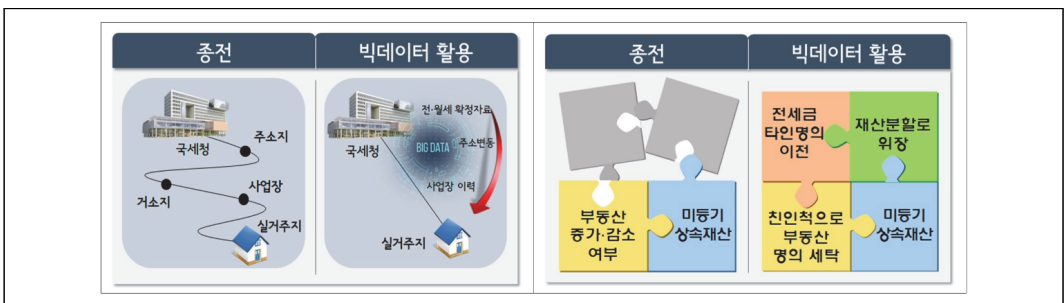 종전
빅데이터 활용
국세청
주소지
거소지
사업장
실거주지
전·월세 확정자료
국세청
BIG DATA
주소변동
사업장 이력
실거주지
종전
빅데이터 활용
부동산
증가·감소
여부
미등기
상속재산
전세금
타인명의
이전
재산분할로
위장
친인척으로
부동산
명의 세탁
미등기
상속재산